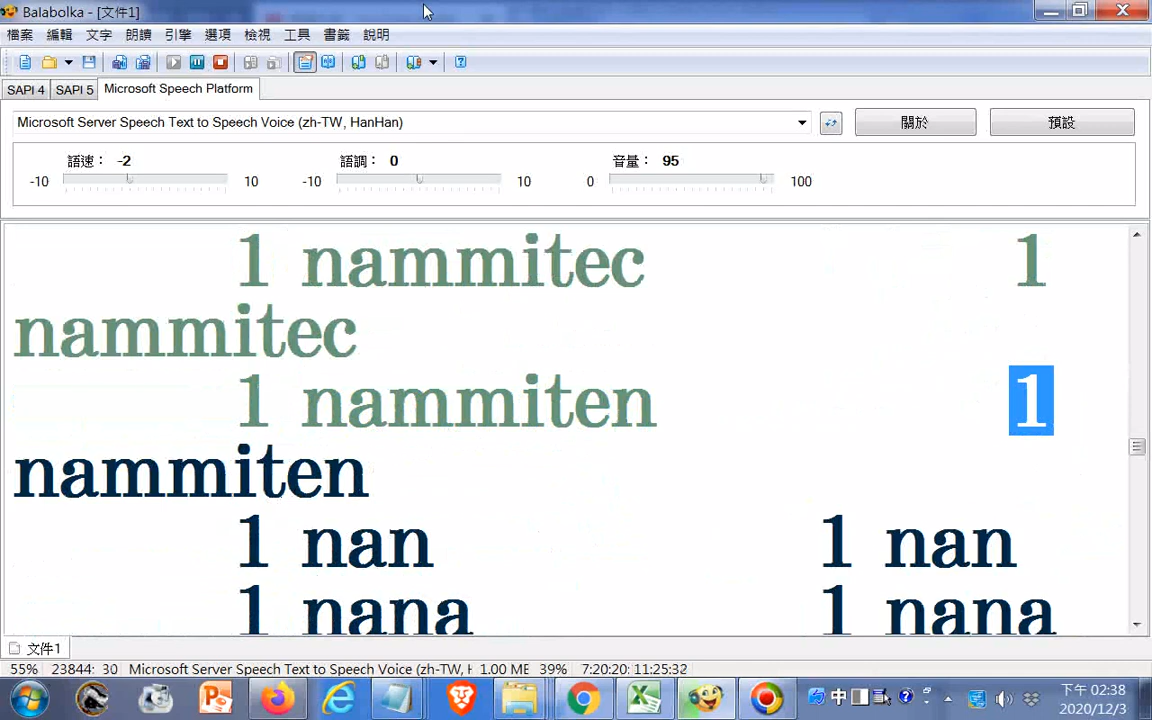 Balabolka - [文件1]
檔案 編輯 文字 朗讀 引擎 選項 檢視 工具 書籤 說明
SAPI 4 SAPI 5 Microsoft Speech Platform
Microsoft Server Speech Text to Speech Voice (zh-TW, HanHan) 關於 預設
語速： -2 語調： 0 音量： 95
-10 10 -10 10 0 100
1 nammitec 1
nammitec
1 nammiten 1
nammiten
1 nan 1 nan
1 nana 1 nana
文件1
55% 23844: 30 Microsoft Server Speech Text to Speech Voice (zh-TW, H 1.00 ME 39% 7:20:20: 11:25:32
中 下午 02:38
2020/12/3